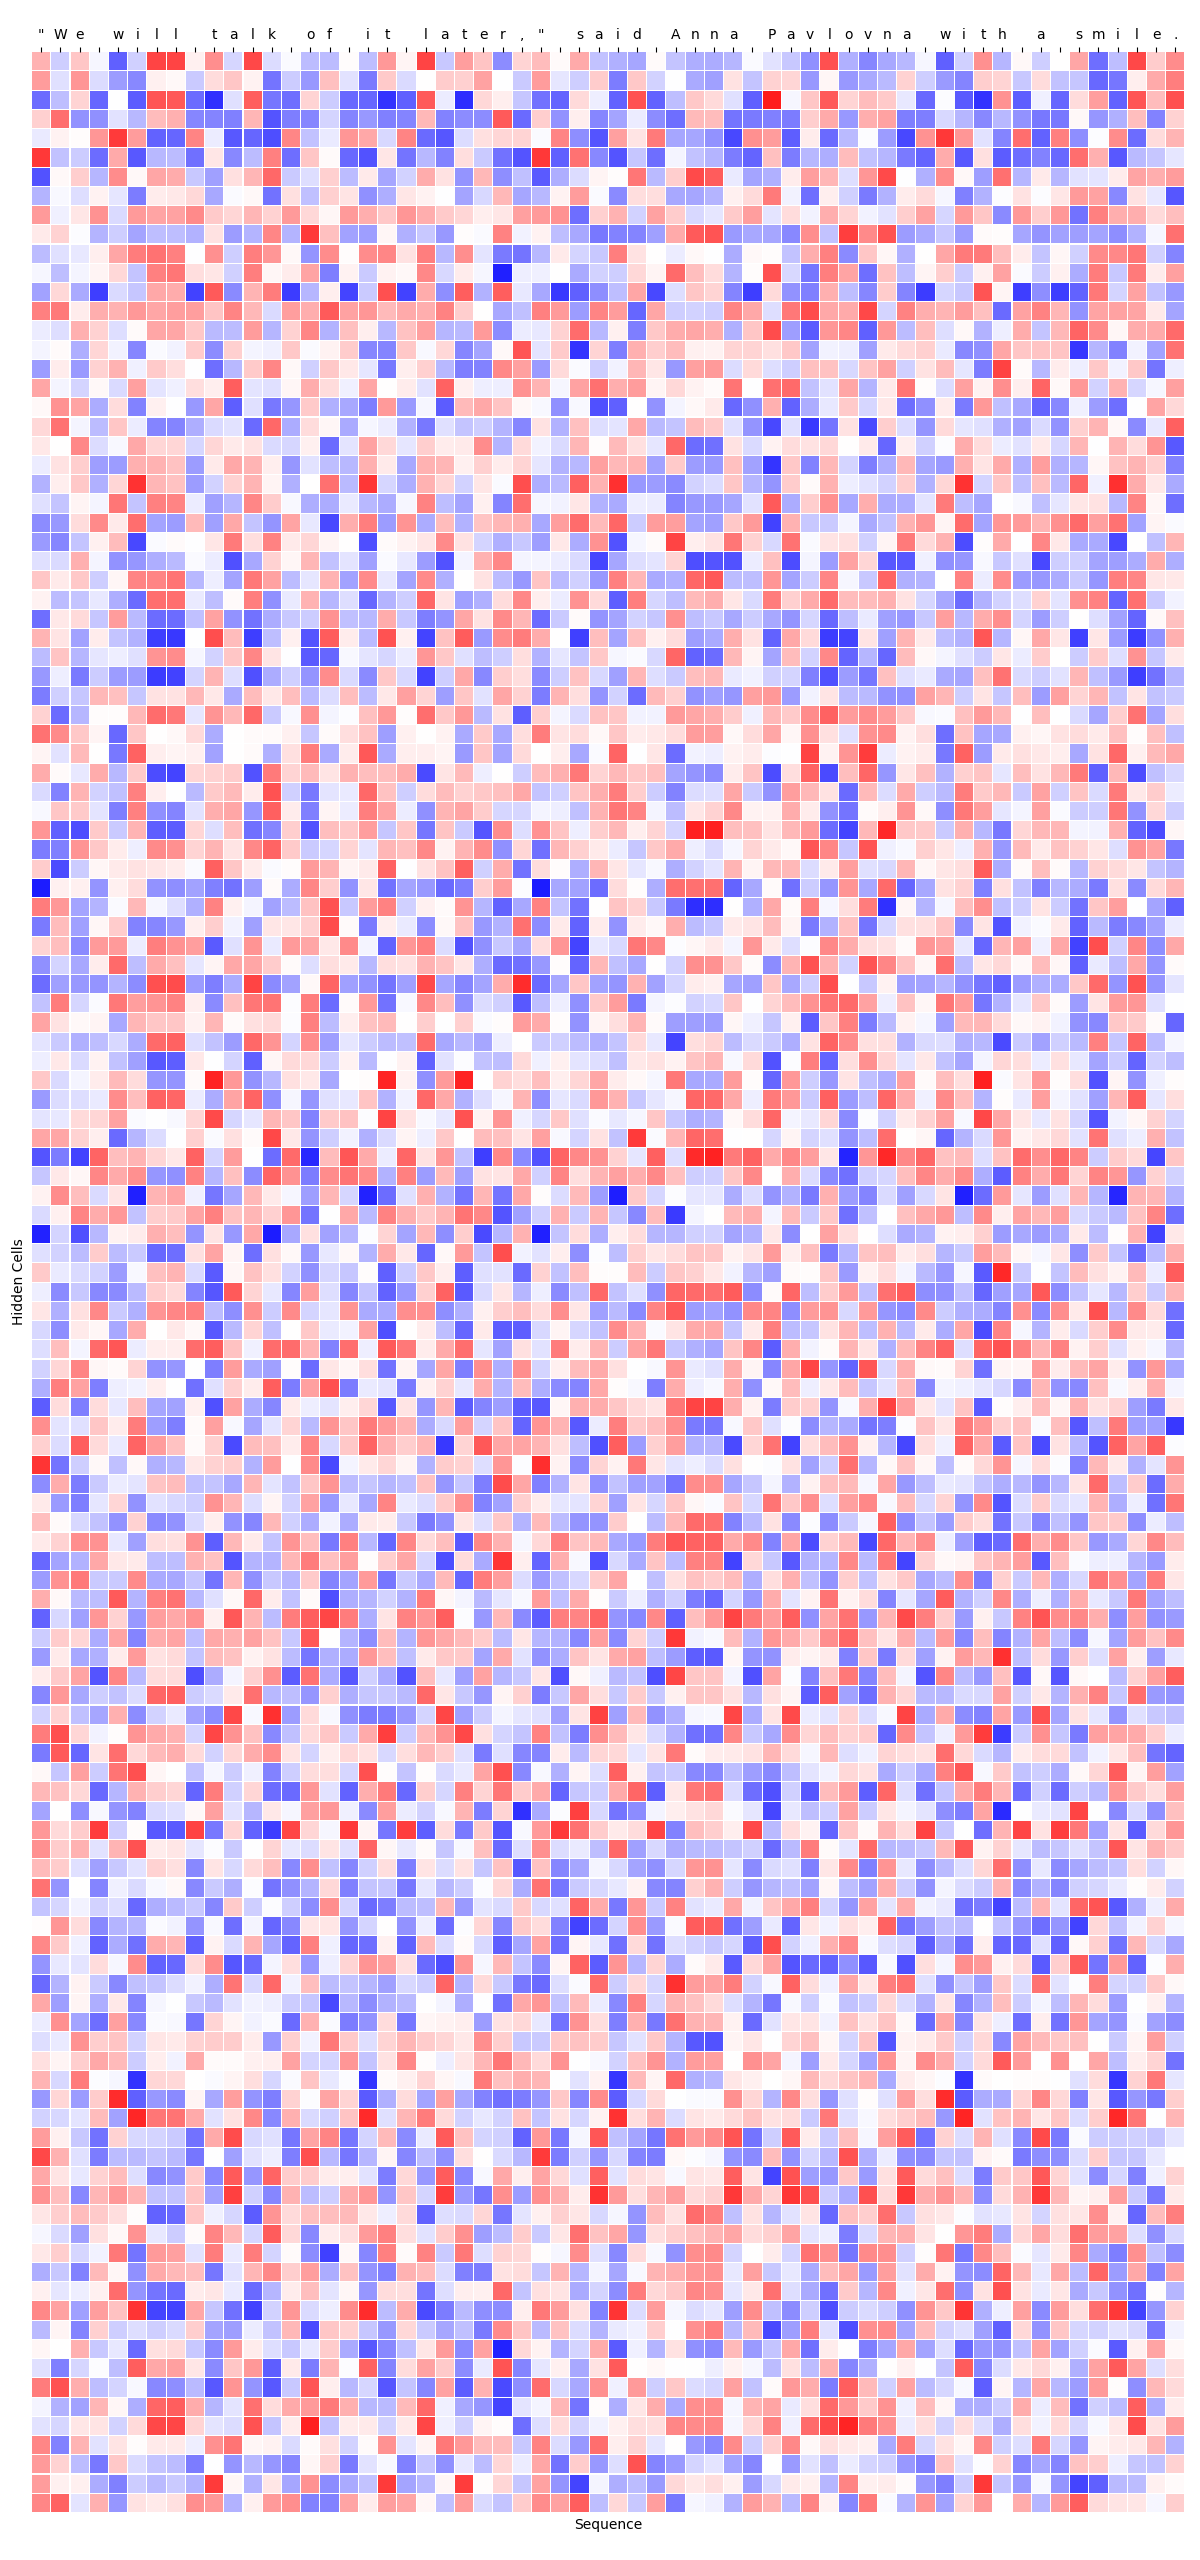 "We will talk of it later," said Anna Pavlovna with a smile.
Hidden Cells
Sequence